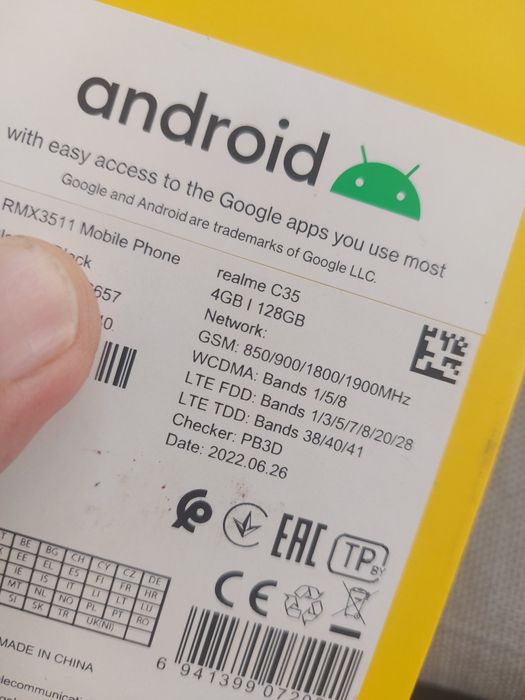 android
with easy access to the Google apps you use most
Google and Android are trademarks of Google LLC.
RMX3511 Mobile Phone
realme C35
4GB | 128GB
Network:
GSM: 850/900/1800/1900MHz
WCDMA: Bands 1/5/8
LTE FDD: Bands 1/3/5/7/8/20/28
LTE TDD: Bands 38/40/41
Checker: PB3D
Date: 2022.06.26
EAC
TP BY
CE
BE BG CH CY CZ DE
EE EL ES FI FR HR
IE IS IT LI LT LU
MT NL NO PL PT RO
SI SK TR UK(NI)
MADE IN CHINA
6 941399 0720